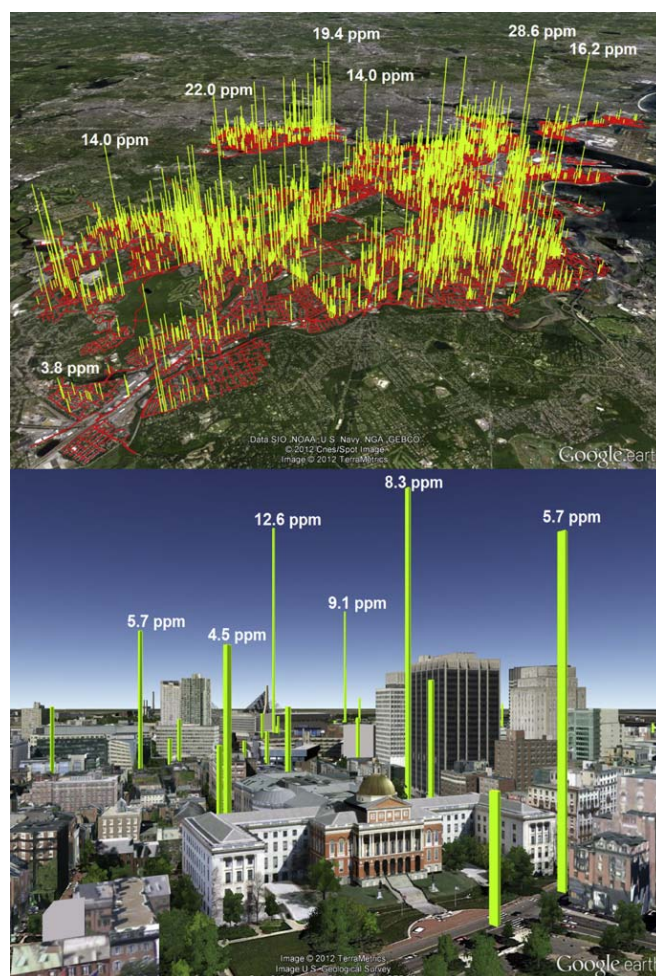 19.4 ppm
28.6 ppm
16.2 ppm
22.0 ppm
14.0 ppm
14.0 ppm
3.8 ppm
Data SIO, NOAA, U.S. Navy, NGA, GEBCO
© 2012 Cnes/Spot Image
Image © 2012 TerraMetrics
Google earth
8.3 ppm
12.6 ppm
5.7 ppm
9.1 ppm
5.7 ppm
4.5 ppm
Image © 2012 TerraMetrics
Image U.S. Geological Survey
Google earth